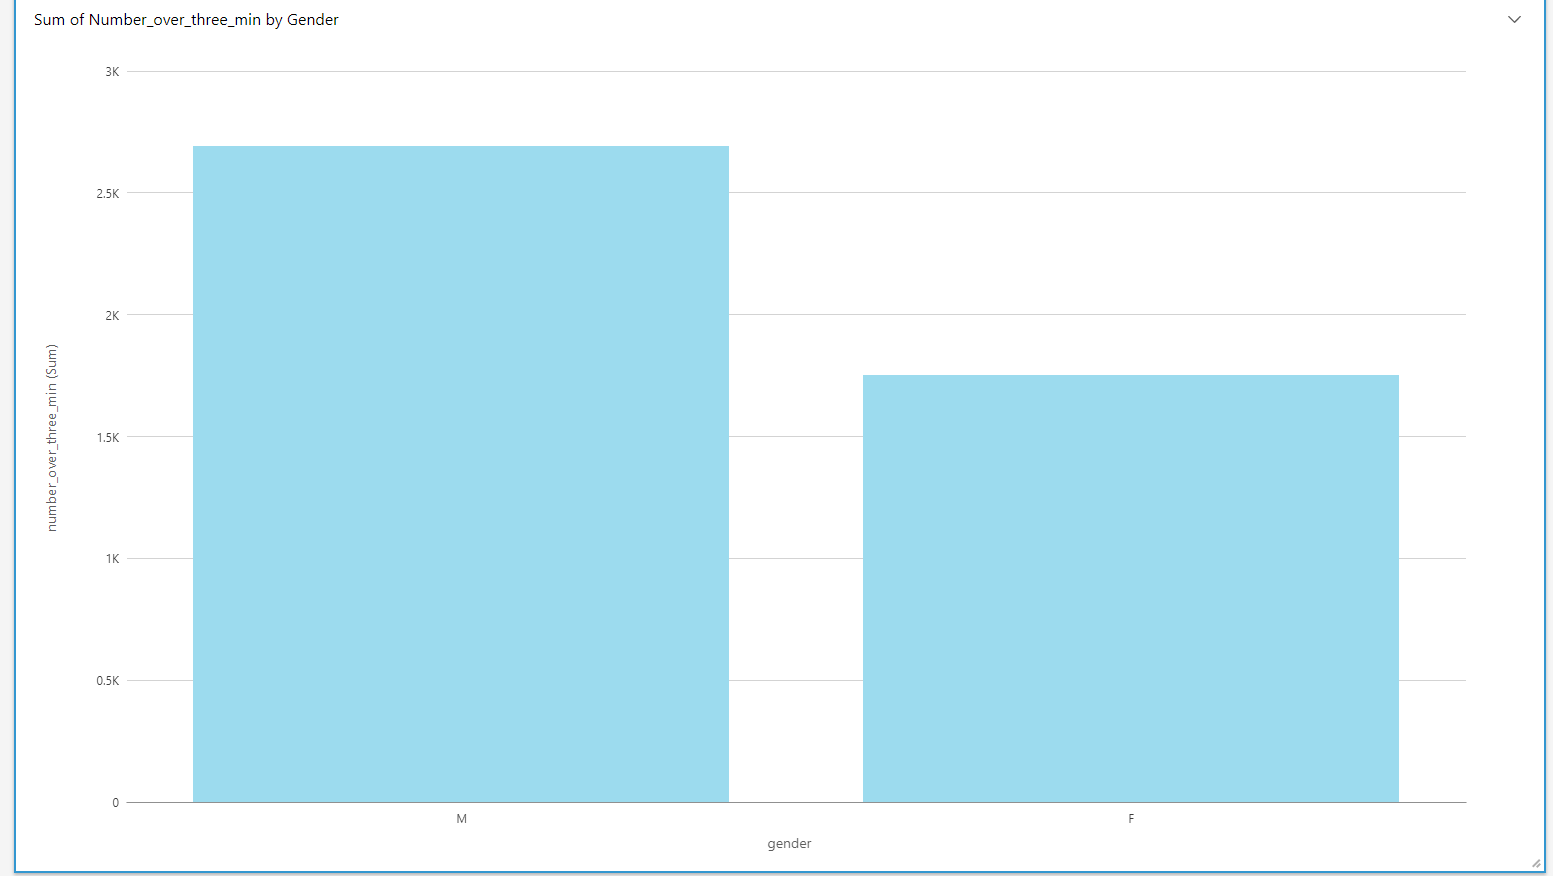 Sum of Number_over_three_min by Gender
3K
2.5K
2K
1.5K
1K
0.5K
0
number_over_three_min (Sum)
M
F
gender